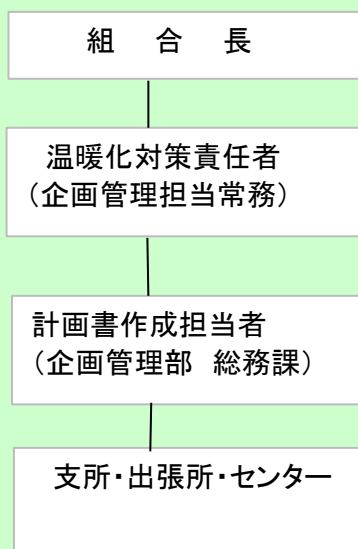 組　合　長
温暖化対策責任者
(企画管理担当常務)
計画書作成担当者
(企画管理部　総務課)
支所・出張所・センター